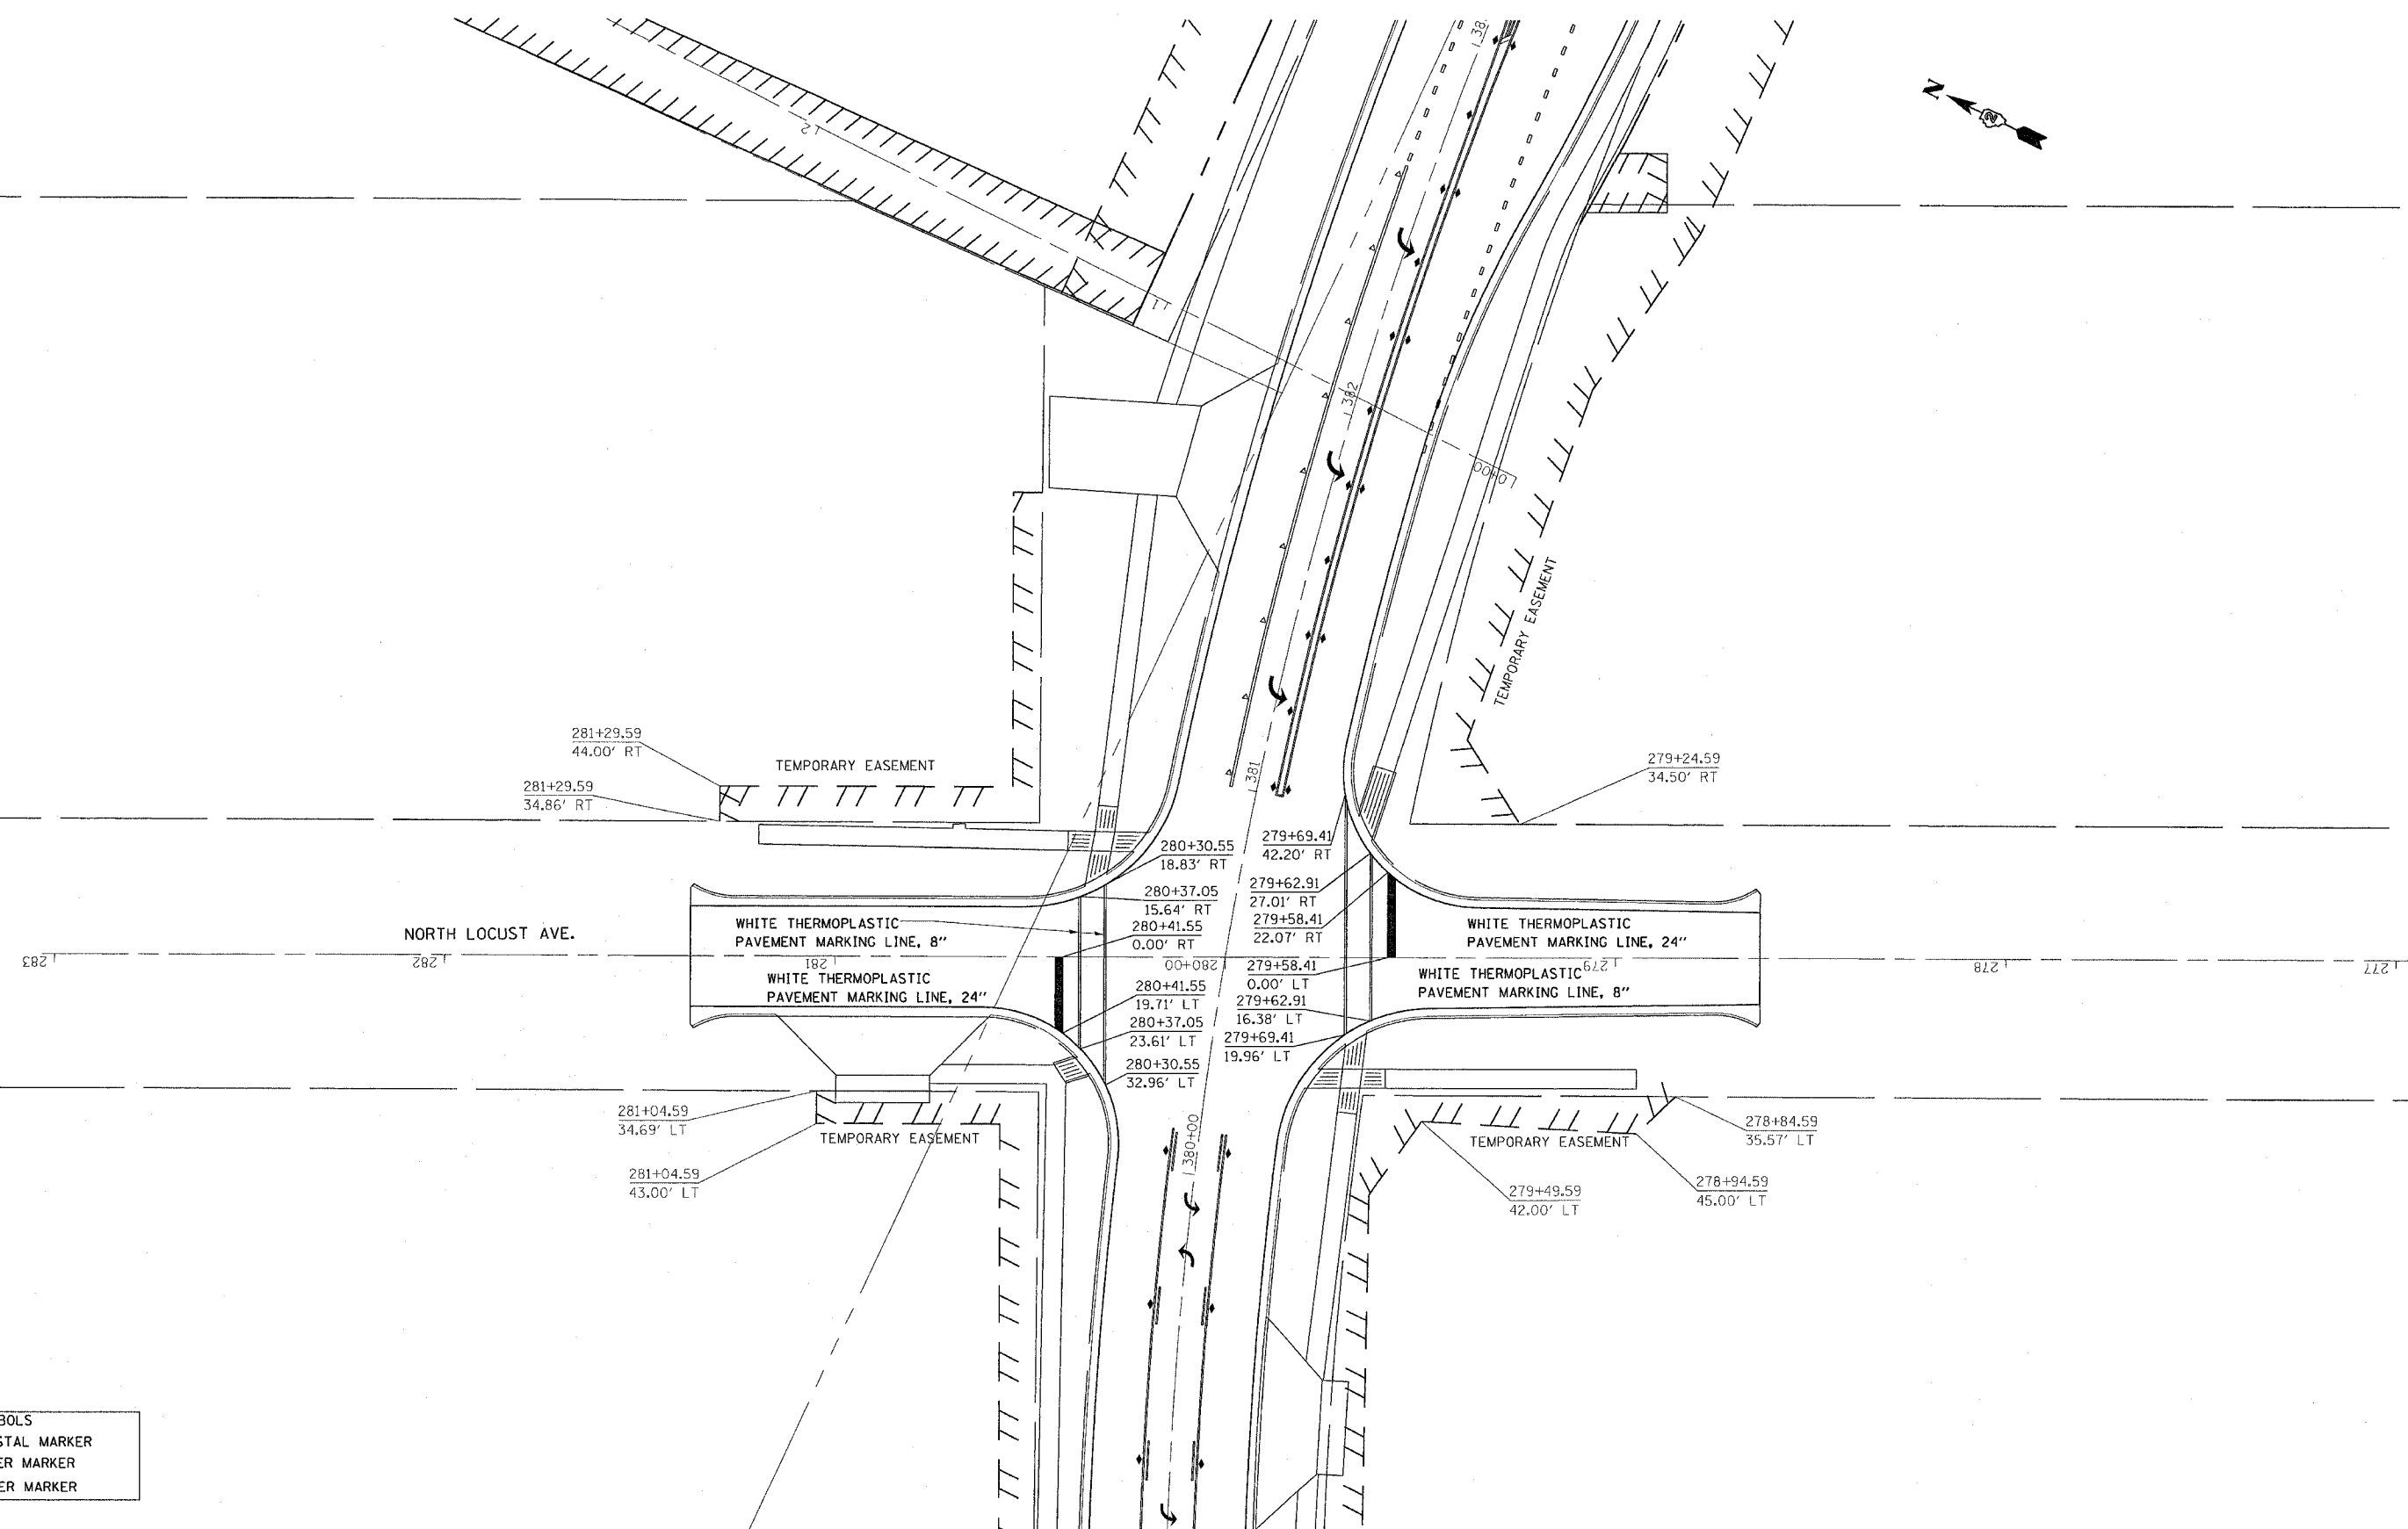 138
N
2
L2
L1
1382
L0+00
TEMPORARY EASEMENT
281+29.59
44.00' RT
TEMPORARY EASEMENT
281+29.59
34.86' RT
1381
279+24.59
34.50' RT
280+30.55
18.83' RT
279+69.41
42.20' RT
280+37.05
15.64' RT
279+62.91
27.01' RT
NORTH LOCUST AVE.
WHITE THERMOPLASTIC
PAVEMENT MARKING LINE, 8"
280+41.55
0.00' RT
279+58.41
22.07' RT
WHITE THERMOPLASTIC
PAVEMENT MARKING LINE, 24"
283
282
281
280+00
279
278
277
WHITE THERMOPLASTIC
PAVEMENT MARKING LINE, 24"
279+58.41
0.00' LT
WHITE THERMOPLASTIC
PAVEMENT MARKING LINE, 8"
280+41.55
19.71' LT
279+62.91
16.38' LT
280+37.05
23.61' LT
279+69.41
19.96' LT
280+30.55
32.96' LT
281+04.59
34.69' LT
TEMPORARY EASEMENT
281+04.59
43.00' LT
1380+00
TEMPORARY EASEMENT
278+84.59
35.57' LT
279+49.59
42.00' LT
278+94.59
45.00' LT
BOLS
STAL MARKER
ER MARKER
ER MARKER